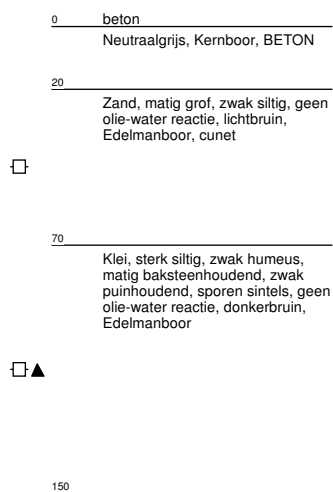 0 beton
Neutraalgrijs, Kernboor, BETON
20
Zand, matig grof, zwak siltig, geen
olie-water reactie, lichtbruin,
Edelmanboor, cunet
70
Klei, sterk siltig, zwak humeus,
matig baksteenhoudend, zwak
puinhoudend, sporen sintels, geen
olie-water reactie, donkerbruin,
Edelmanboor
150